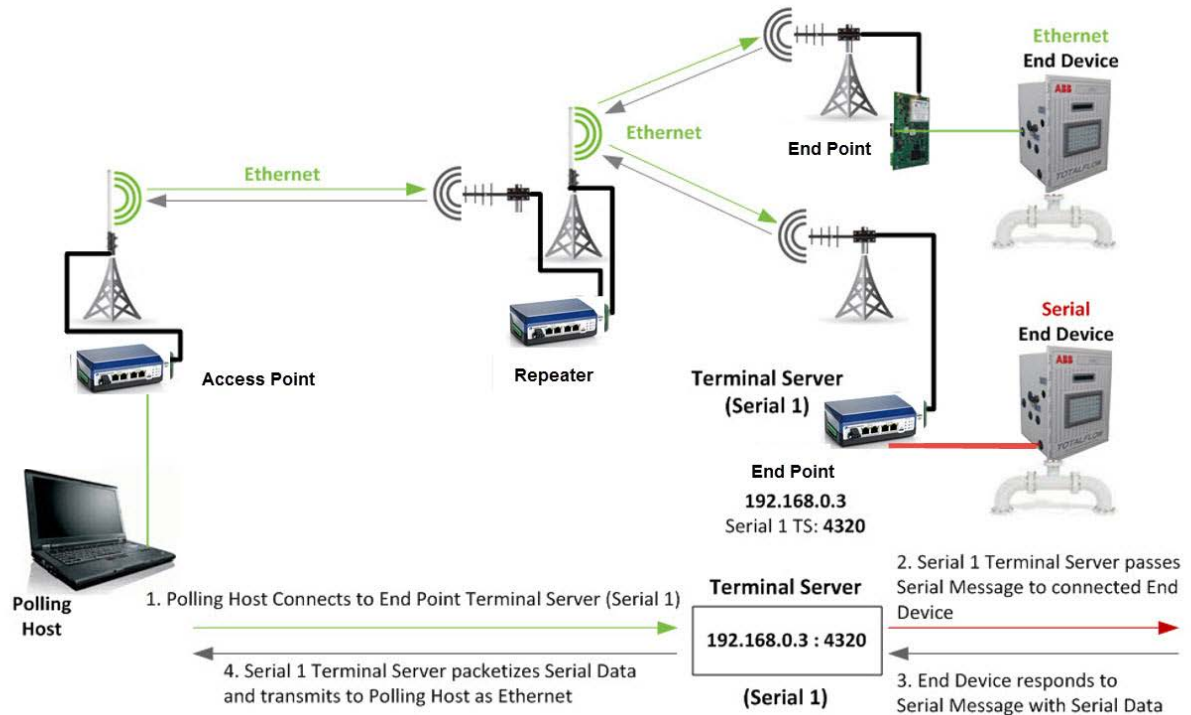 Ethernet
End Device
ABB
TOTALFLOW
End Point
Ethernet
Ethernet
Access Point
Repeater
Serial
End Device
ABB
TOTALFLOW
Terminal Server
(Serial 1)
End Point
192.168.0.3
Serial 1 TS: 4320
Polling
Host
1. Polling Host Connects to End Point Terminal Server (Serial 1)
4. Serial 1 Terminal Server packetizes Serial Data
and transmits to Polling Host as Ethernet
Terminal Server
192.168.0.3 : 4320
(Serial 1)
2. Serial 1 Terminal Server passes
Serial Message to connected End
Device
3. End Device responds to
Serial Message with Serial Data